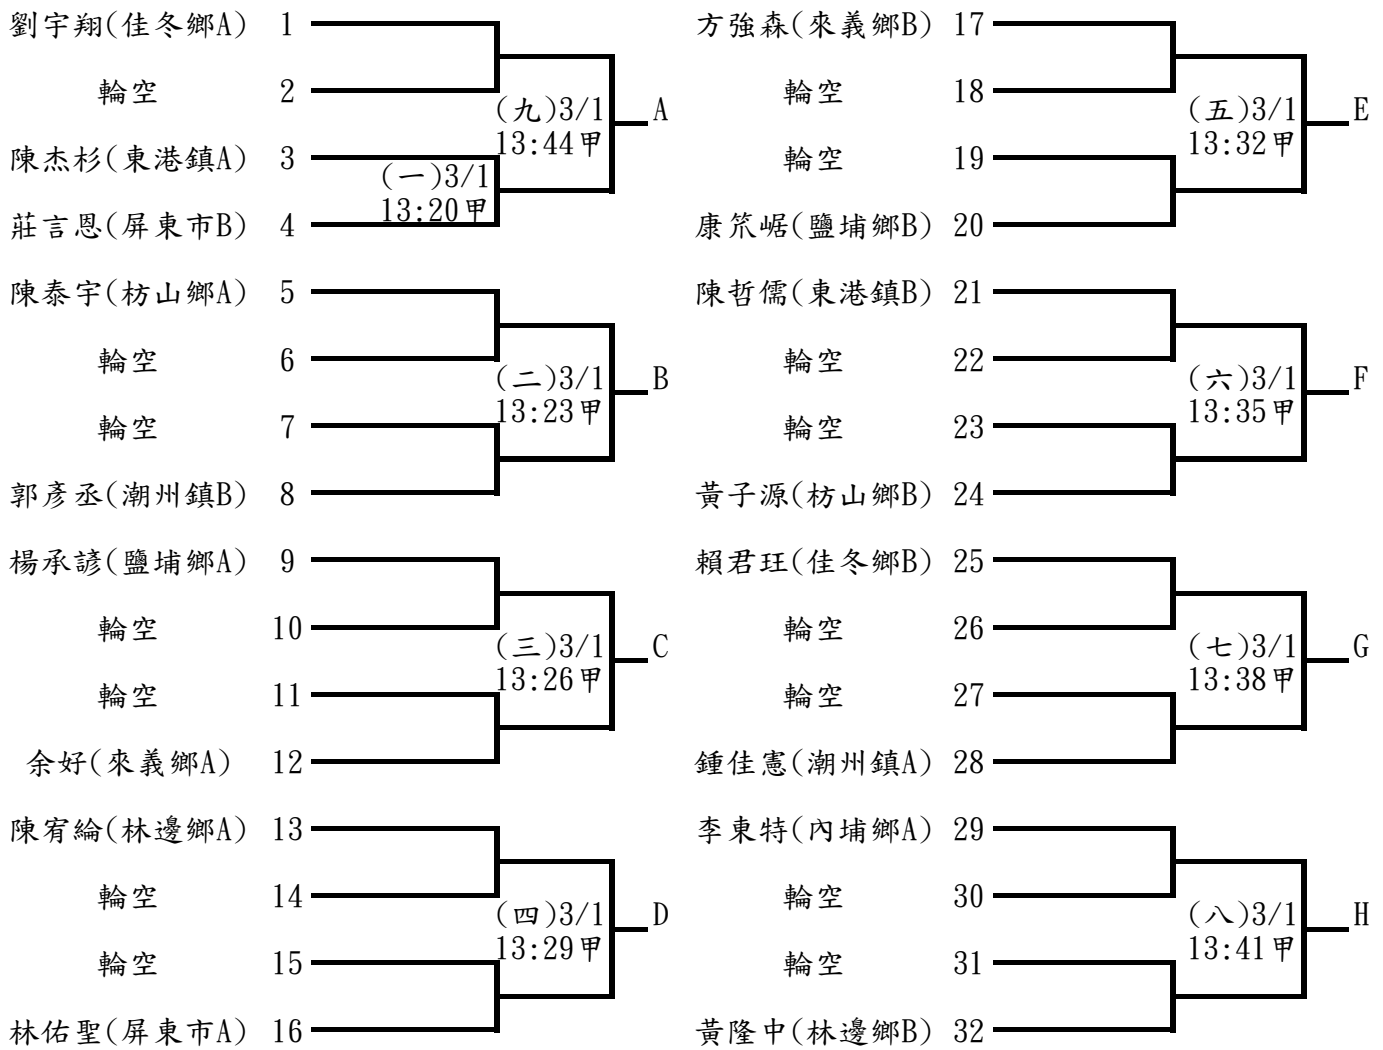 劉宇翔(佳冬鄉A) 1
輪空 2
(九)3/1
13:44甲
A
陳杰杉(東港鎮A) 3
(一)3/1
13:20甲
莊言恩(屏東市B) 4
陳泰宇(枋山鄉A) 5
輪空 6
(二)3/1
13:23甲
B
輪空 7
郭彥丞(潮州鎮B) 8
楊承諺(鹽埔鄉A) 9
輪空 10
(三)3/1
13:26甲
C
輪空 11
余好(來義鄉A) 12
陳宥綸(林邊鄉A) 13
輪空 14
(四)3/1
13:29甲
D
輪空 15
林佑聖(屏東市A) 16
方強森(來義鄉B) 17
輪空 18
(五)3/1
13:32甲
E
輪空 19
康笊崌(鹽埔鄉B) 20
陳哲儒(東港鎮B) 21
輪空 22
(六)3/1
13:35甲
F
輪空 23
黃子源(枋山鄉B) 24
賴君玨(佳冬鄉B) 25
輪空 26
(七)3/1
13:38甲
G
輪空 27
鍾佳憲(潮州鎮A) 28
李東特(內埔鄉A) 29
輪空 30
(八)3/1
13:41甲
H
輪空 31
黃隆中(林邊鄉B) 32